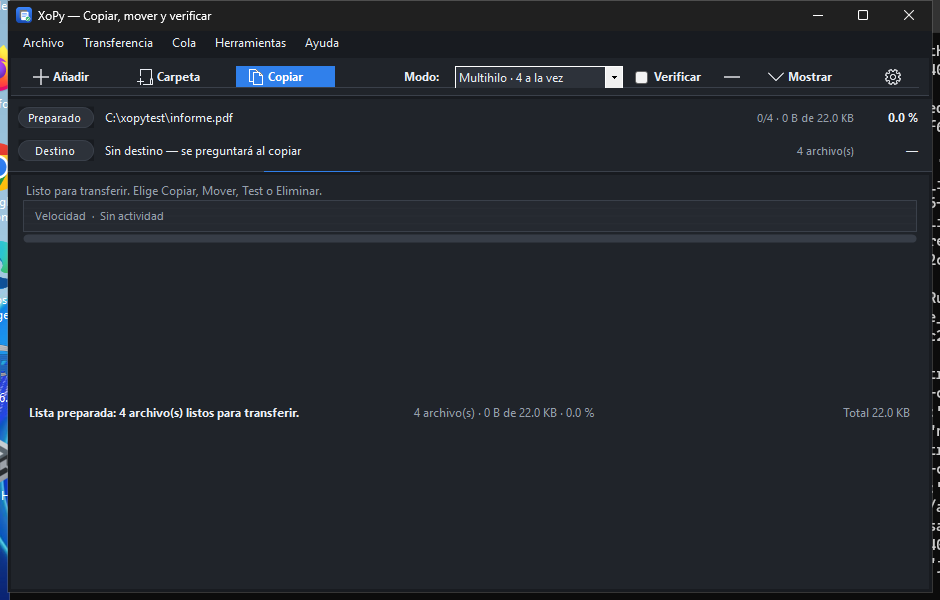 XoPy — Copiar, mover y verificar
Archivo Transferencia Cola Herramientas Ayuda
Añadir Carpeta Copiar Modo: Multihilo · 4 a la vez Verificar — Mostrar
Preparado C:\xopytest\informe.pdf 0/4 · 0 B de 22.0 KB 0.0 %
Destino Sin destino — se preguntará al copiar 4 archivo(s) —
Listo para transferir. Elige Copiar, Mover, Test o Eliminar.
Velocidad · Sin actividad
Lista preparada: 4 archivo(s) listos para transferir. 4 archivo(s) · 0 B de 22.0 KB · 0.0 % Total 22.0 KB